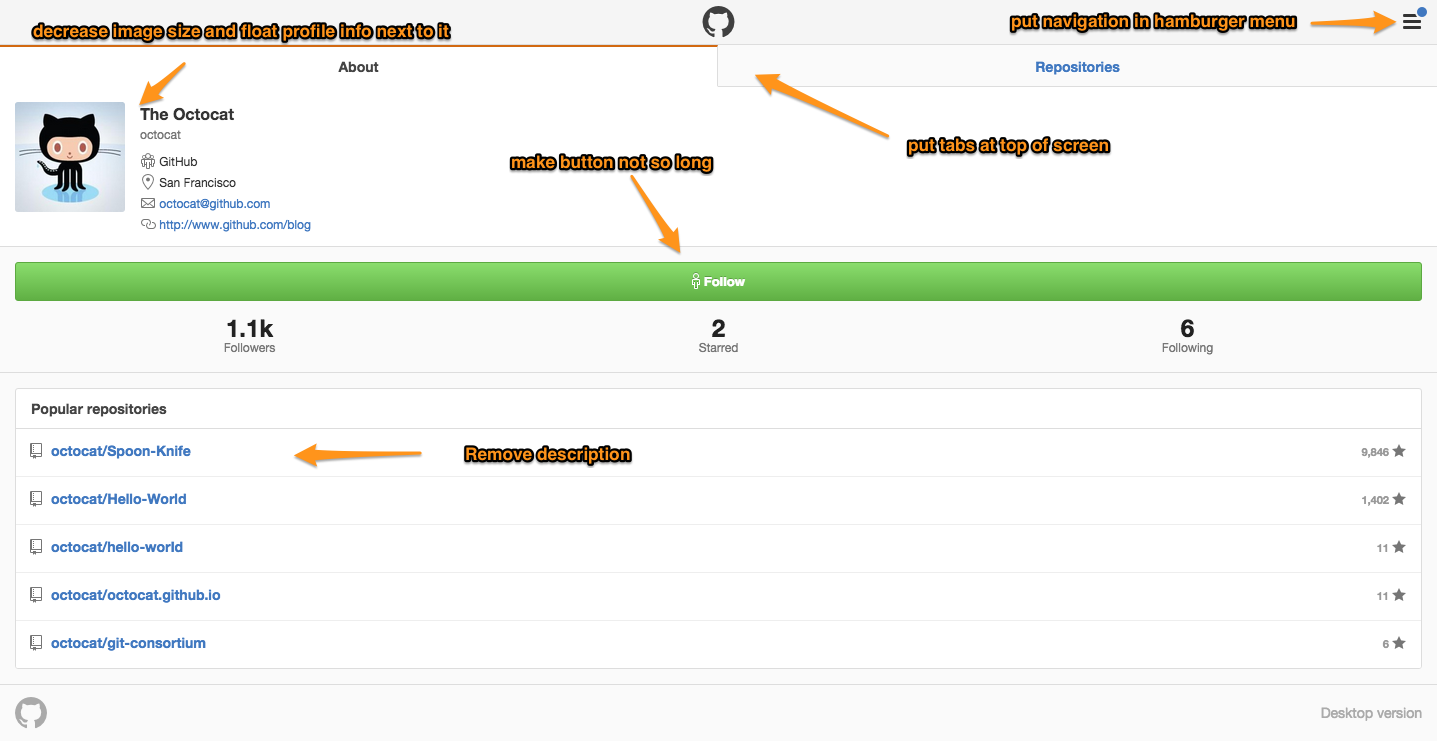 decrease image size and float profile info next to it
put navigation in hamburger menu
About
Repositories
The Octocat
octocat
GitHub
San Francisco
octocat@github.com
http://www.github.com/blog
put tabs at top of screen
make button not so long
Follow
1.1k
Followers
2
Starred
6
Following
Popular repositories
octocat/Spoon-Knife
Remove description
9,846
octocat/Hello-World
1,402
octocat/hello-world
11
octocat/octocat.github.io
11
octocat/git-consortium
6
Desktop version